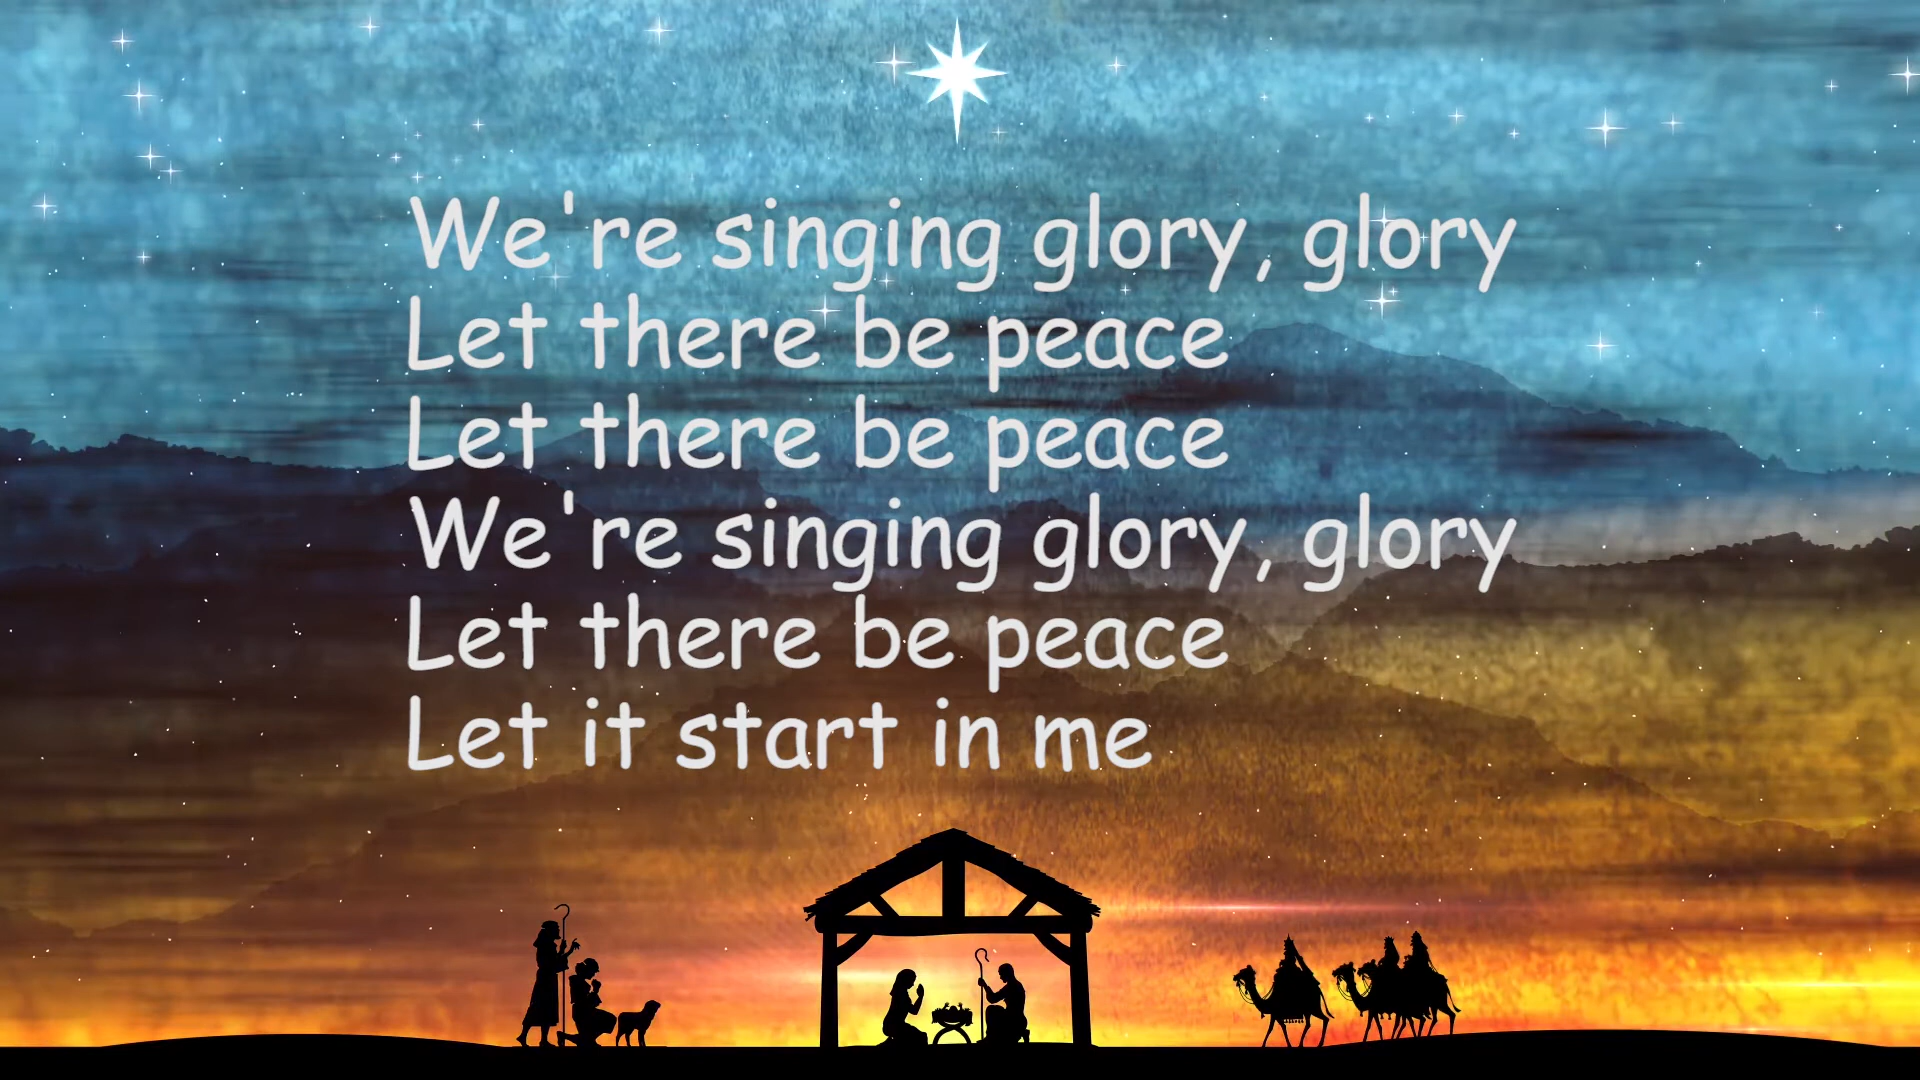 We're singing glory, glory
Let there be peace
Let there be peace
We're singing glory, glory
Let there be peace
Let it start in me